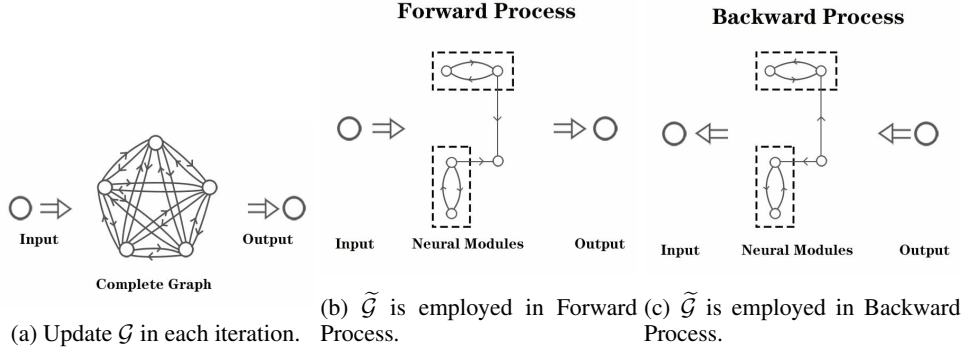 Forward Process
Backward Process
Input
Output
Complete Graph
Input
Neural Modules
Output
Input
Neural Modules
Output
(a) Update 𝒢 in each iteration.
(b) 𝒢̃ is employed in Forward
Process.
(c) 𝒢̃ is employed in Backward
Process.